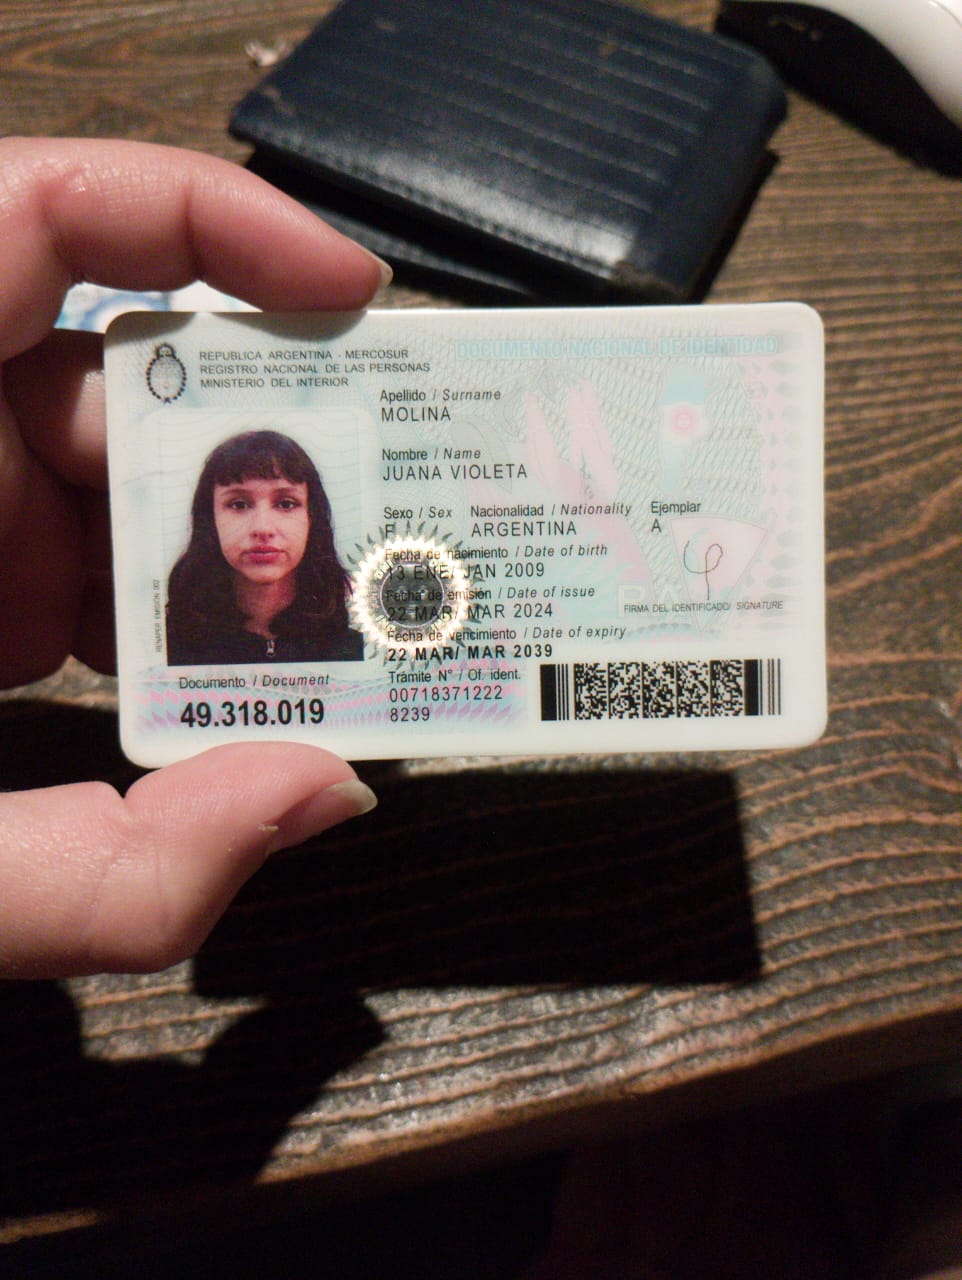 REPUBLICA ARGENTINA - MERCOSUR
REGISTRO NACIONAL DE LAS PERSONAS
MINISTERIO DEL INTERIOR
DOCUMENTO NACIONAL DE IDENTIDAD
Apellido / Surname
MOLINA
Nombre / Name
JUANA VIOLETA
Sexo / Sex Nacionalidad / Nationality Ejemplar
F ARGENTINA A
Fecha de nacimiento / Date of birth
13 ENE/ JAN 2009
Fecha de emisión / Date of issue
22 MAR/ MAR 2024
FIRMA DEL IDENTIFICADO/ SIGNATURE
Fecha de vencimiento / Date of expiry
22 MAR/ MAR 2039
Documento / Document
49.318.019
Trámite N° / Of. ident.
00718371222
8239
RENAPER EMISIÓN 002